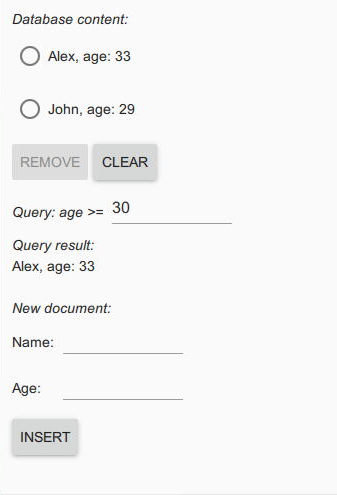 Database content:
Alex, age: 33
John, age: 29
REMOVE CLEAR
Query: age >= 30
Query result:
Alex, age: 33
New document:
Name:
Age:
INSERT